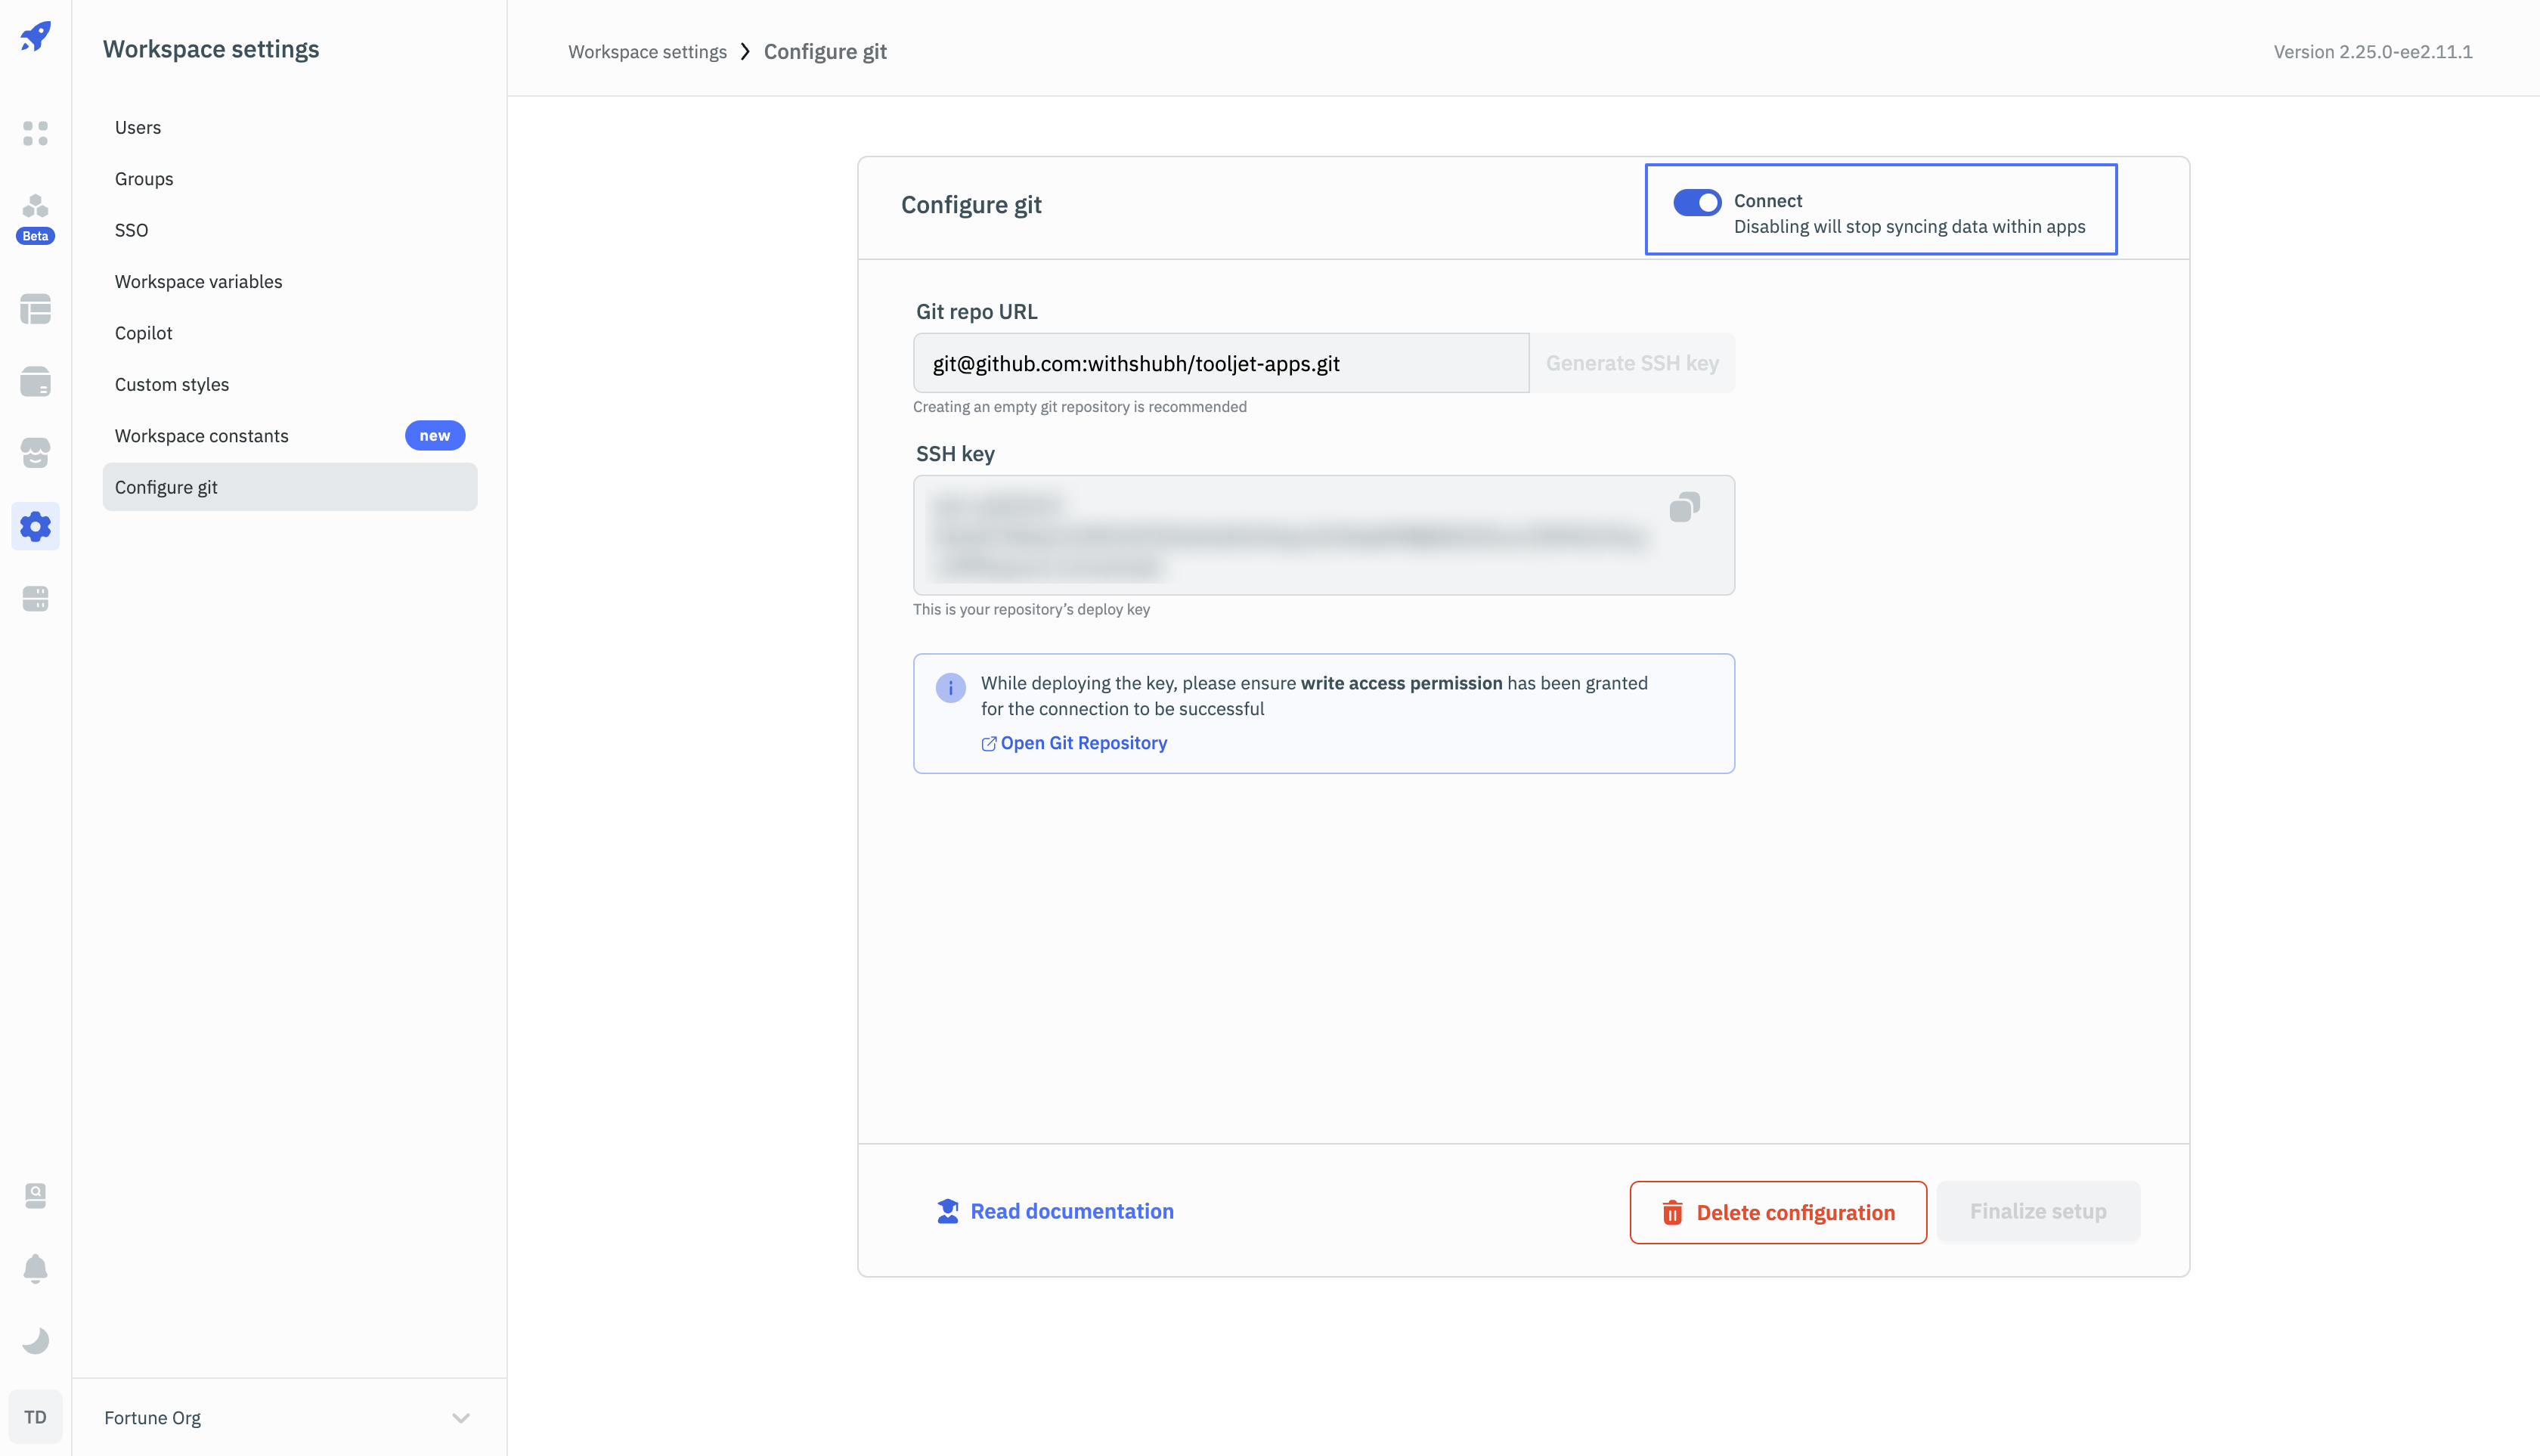 Workspace settings
Users
Groups
SSO
Workspace variables
Copilot
Custom styles
Workspace constants
new
Configure git
Beta
TD
Fortune Org
Workspace settings
Configure git
Version 2.25.0-ee2.11.1
Configure git
Connect
Disabling will stop syncing data within apps
Git repo URL
git@github.com:withshubh/tooljet-apps.git
Generate SSH key
Creating an empty git repository is recommended
SSH key
This is your repository’s deploy key
While deploying the key, please ensure write access permission has been granted
for the connection to be successful
Open Git Repository
Read documentation
Delete configuration
Finalize setup